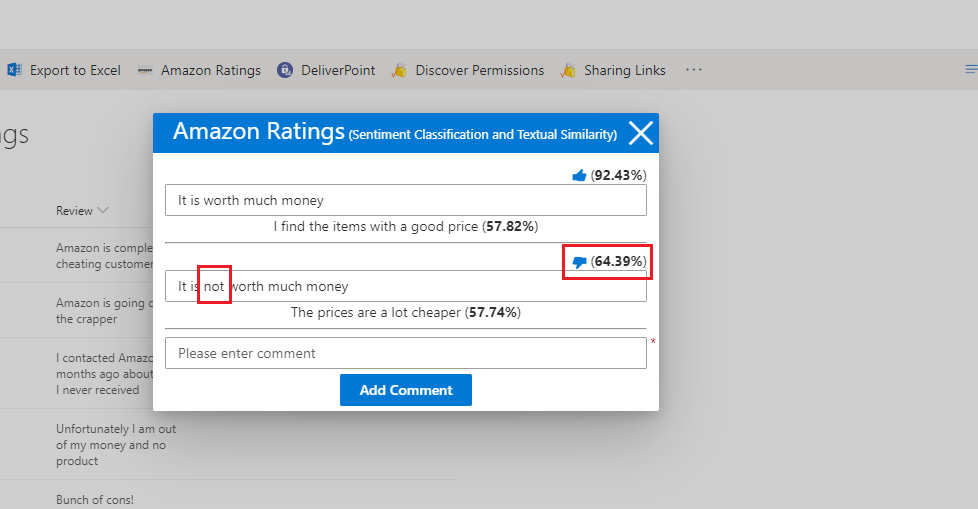 Export to Excel Amazon Ratings DeliverPoint Discover Permissions Sharing Links ...
gs
Amazon Ratings (Sentiment Classification and Textual Similarity)
(92.43%)
It is worth much money
I find the items with a good price (57.82%)
(64.39%)
It is not worth much money
The prices are a lot cheaper (57.74%)
Please enter comment *
Add Comment
Review
Amazon is comple
cheating customer
Amazon is going
the crapper
I contacted Amazo
months ago about
I never received
Unfortunately I am out
of my money and no
product
Bunch of cons!